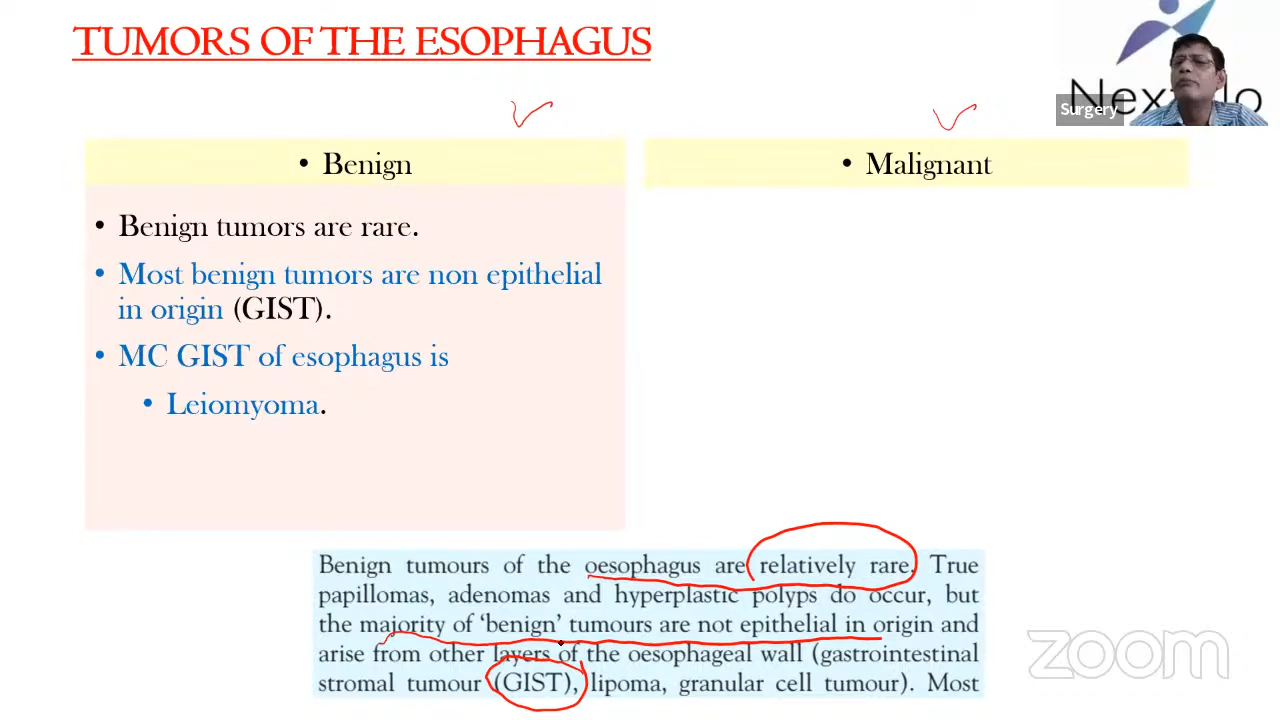 TUMORS OF THE ESOPHAGUS
Surgery
• Benign
• Malignant
• Benign tumors are rare.
• Most benign tumors are non epithelial
in origin (GIST).
• MC GIST of esophagus is
• Leiomyoma.
Benign tumours of the oesophagus are relatively rare. True
papillomas, adenomas and hyperplastic polyps do occur, but
the majority of ‘benign’ tumours are not epithelial in origin and
arise from other layers of the oesophageal wall (gastrointestinal
stromal tumour (GIST), lipoma, granular cell tumour). Most
zoom